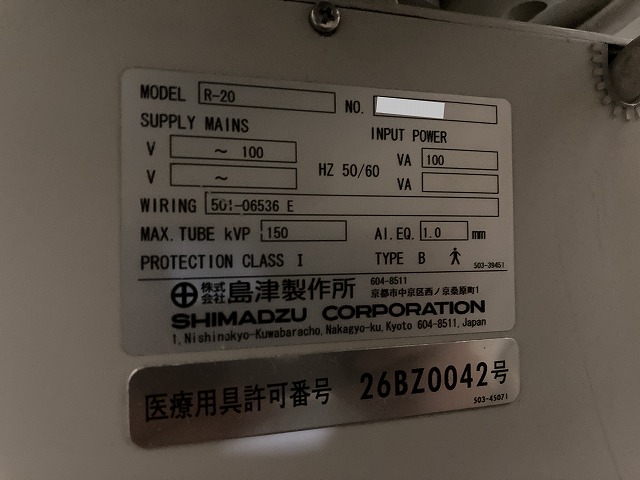 MODEL R-20 NO.
SUPPLY MAINS INPUT POWER
V ~ 100 HZ 50/60 VA 100
V ~ VA
WIRING 501-06536 E
MAX. TUBE kVP 150 Al.EQ. 1.0 mm
PROTECTION CLASS I TYPE B 503-39451
株式会社 島津製作所 604-8511
京都市中京区西ノ京桑原町1
SHIMADZU CORPORATION
1, Nishinokyo-Kuwabaracho, Nakagyo-ku, Kyoto 604-8511, Japan
医療用具許可番号 26BZ0042号
503-45071